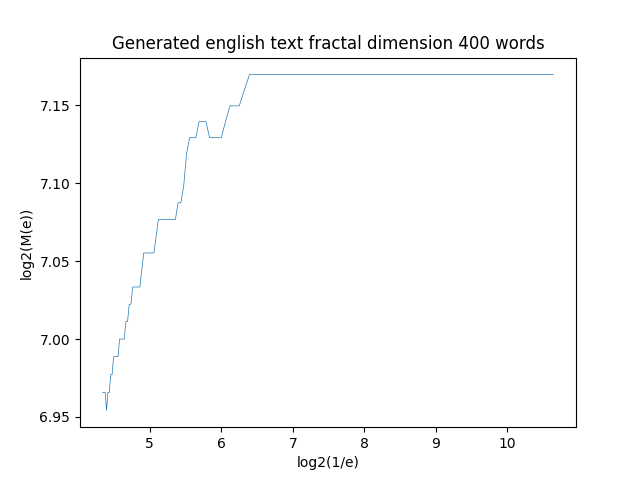 Generated english text fractal dimension 400 words
7.15
7.10
7.05
7.00
6.95
log2(M(e))
5 6 7 8 9 10
log2(1/e)